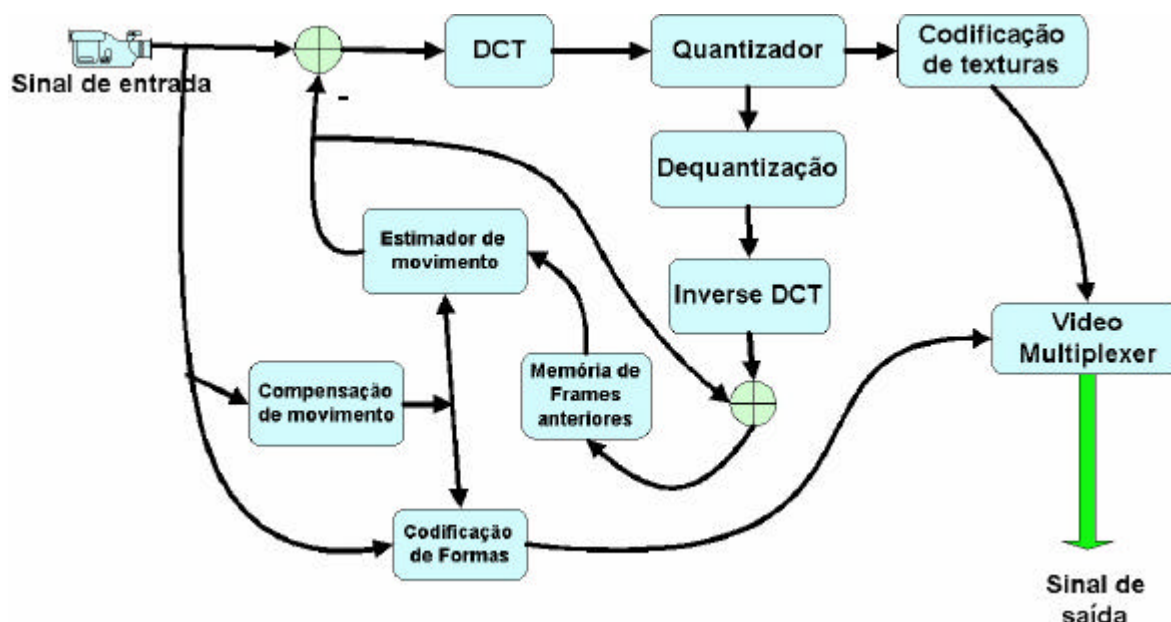 Sinal de entrada
-
DCT
Quantizador
Codificação
de texturas
Dequantização
Estimador de
movimento
Inverse DCT
Video
Multiplexer
Compensação
de movimento
Memória de
Frames
anteriores
Codificação
de Formas
Sinal de
saída